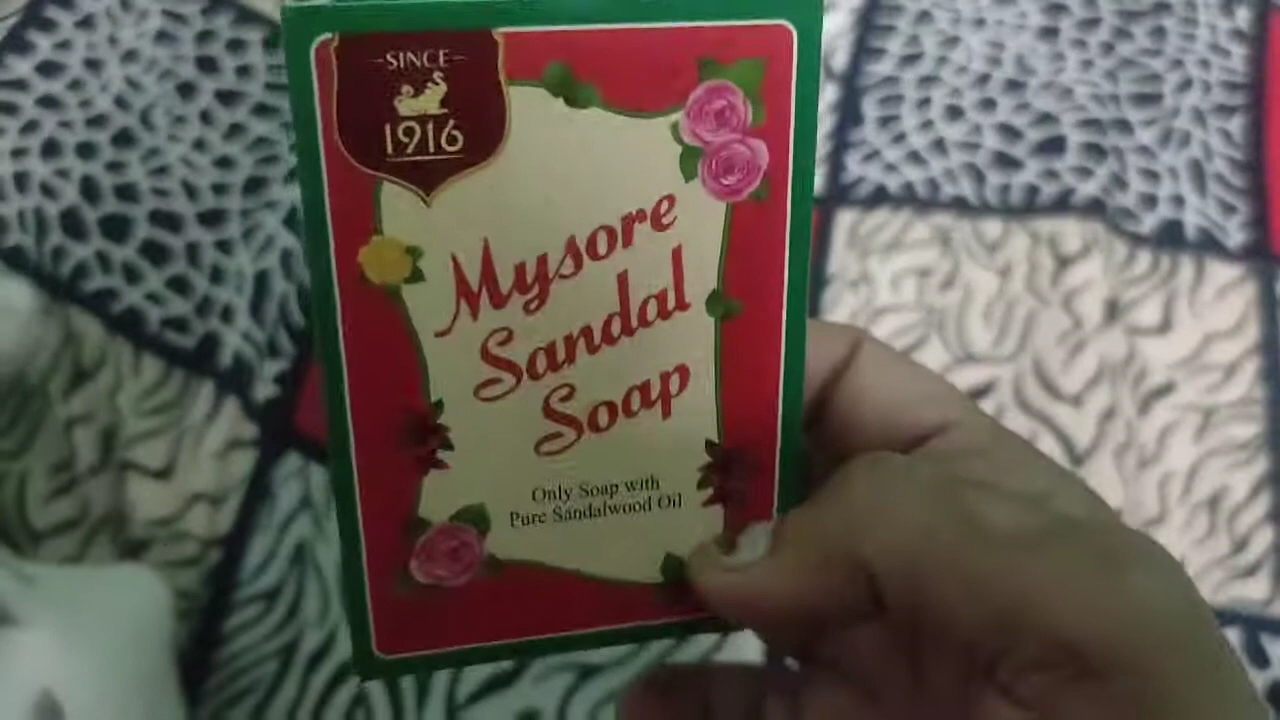 SINCE
1916
Mysore
Sandal
Soap
Only Soap with
Pure Sandalwood Oil